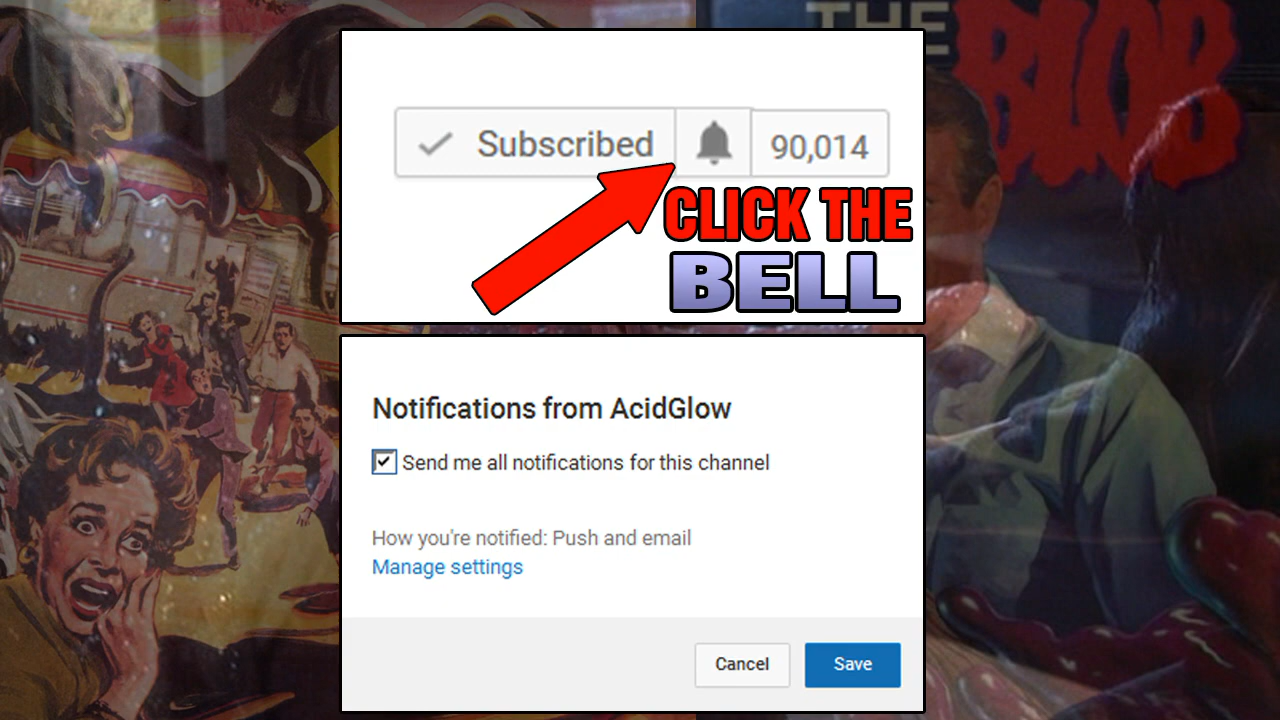 THE
BLOB
Subscribed
90,014
CLICK THE
BELL
Notifications from AcidGlow
Send me all notifications for this channel
How you're notified: Push and email
Manage settings
Cancel
Save